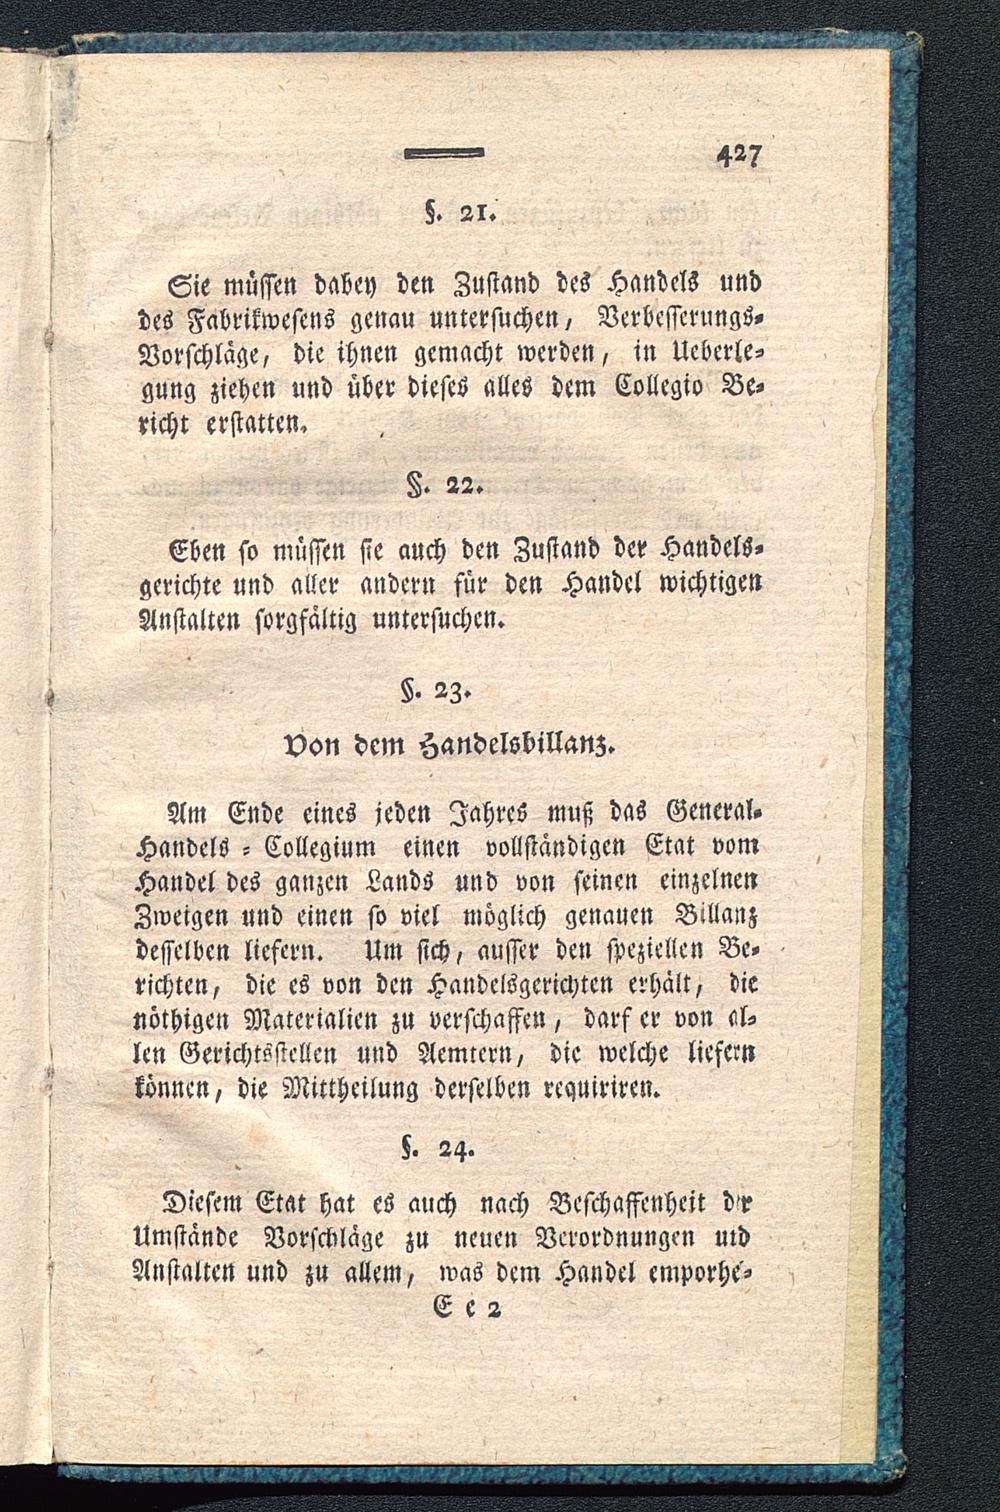 427
§. 21.
Sie müssen dabey den Zustand des Handels und
des Fabrikwesens genau untersuchen, Verbesserungs-
Vorschläge, die ihnen gemacht werden, in Ueberle-
gung ziehen und über dieses alles dem Collegio Be-
richt erstatten.
§. 22.
Eben so müssen sie auch den Zustand der Handels-
gerichte und aller andern für den Handel wichtigen
Anstalten sorgfältig untersuchen.
§. 23.
Von dem Handelsbillanz.
Am Ende eines jeden Jahres muß das General-
Handels-Collegium einen vollständigen Etat vom
Handel des ganzen Lands und von seinen einzelnen
Zweigen und einen so viel möglich genauen Billanz
desselben liefern. Um sich, ausser den speziellen Be-
richten, die es von den Handelsgerichten erhält, die
nöthigen Materialien zu verschaffen, darf er von al-
len Gerichtsstellen und Aemtern, die welche liefern
können, die Mittheilung derselben requiriren.
§. 24.
Diesem Etat hat es auch nach Beschaffenheit der
Umstände Vorschläge zu neuen Verordnungen und
Anstalten und zu allem, was dem Handel emporhe-
E e 2